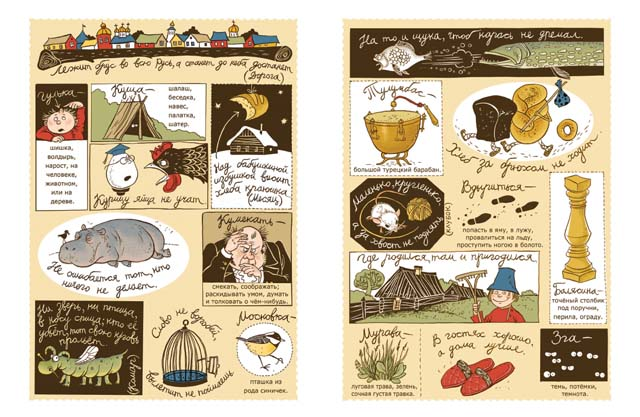 Лежит брус во всю Русь, а станет до неба достанет
(Дорога)
гулька—
шишка,
волдырь,
нарост, на
человеке,
животном,
или на
дереве.
Куща—
шалаш,
беседка,
навес,
палатка,
шатер.
Курицу яйца не учат.
Над бабушкиной
избушкой висит
хлеба краюшка
(Месяц)
Не ошибается тот, кто
ничего не делает.
Кумекать—
смекать, соображать;
раскидывать умом, думать
и толковать о чём-нибудь.
Ни зверь, ни птица,
в носу спица; кто её
убьёт, тот свою кровь
прольёт.
(Комар)
Слово не воробей,
вылетит не поймаешь
Московка—
пташка из
рода синичек.
На то и щука, чтоб карась не дремал.
Тулумбас—
большой турецкий барабан.
Хлеб за брюхом не ходит.
Маленько, кругленько,
а за хвост не поднять
(клубок)
Вдрушиться—
попасть в яму, в лужу,
провалиться на льду,
проступить ногою в болото.
Балясина—
точёный столбик
под поручни,
перила, ограду.
Где родился, там и пригодился.
Мурава—
луговая трава, зелень,
сочная густая травка.
В гостях хорошо,
а дома лучше.
Зга—
темь, потёмки,
темнота.